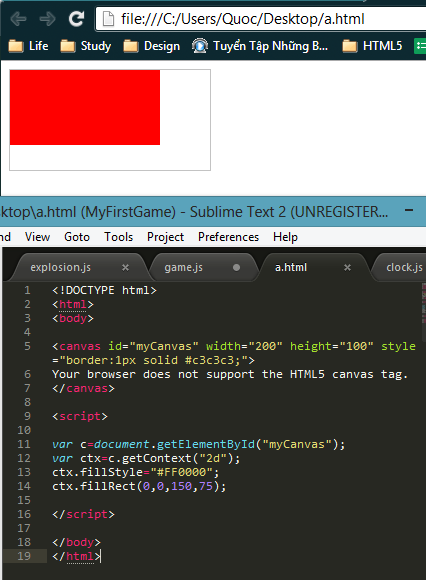 file:///C:/Users/Quoc/Desktop/a.html
Life Study Design Tuyển Tập Những B... HTML5
ktop\a.html (MyFirstGame) - Sublime Text 2 (UNREGISTER...
nd View Goto Tools Project Preferences Help
explosion.js × game.js a.html × clock.js
1 <!DOCTYPE html>
2 <html>
3 <body>
4
5 <canvas id="myCanvas" width="200" height="100" style
="border:1px solid #c3c3c3;">
6 Your browser does not support the HTML5 canvas tag.
7 </canvas>
8
9 <script>
10
11 var c=document.getElementById("myCanvas");
12 var ctx=c.getContext("2d");
13 ctx.fillStyle="#FF0000";
14 ctx.fillRect(0,0,150,75);
15
16 </script>
17
18 </body>
19 </html>